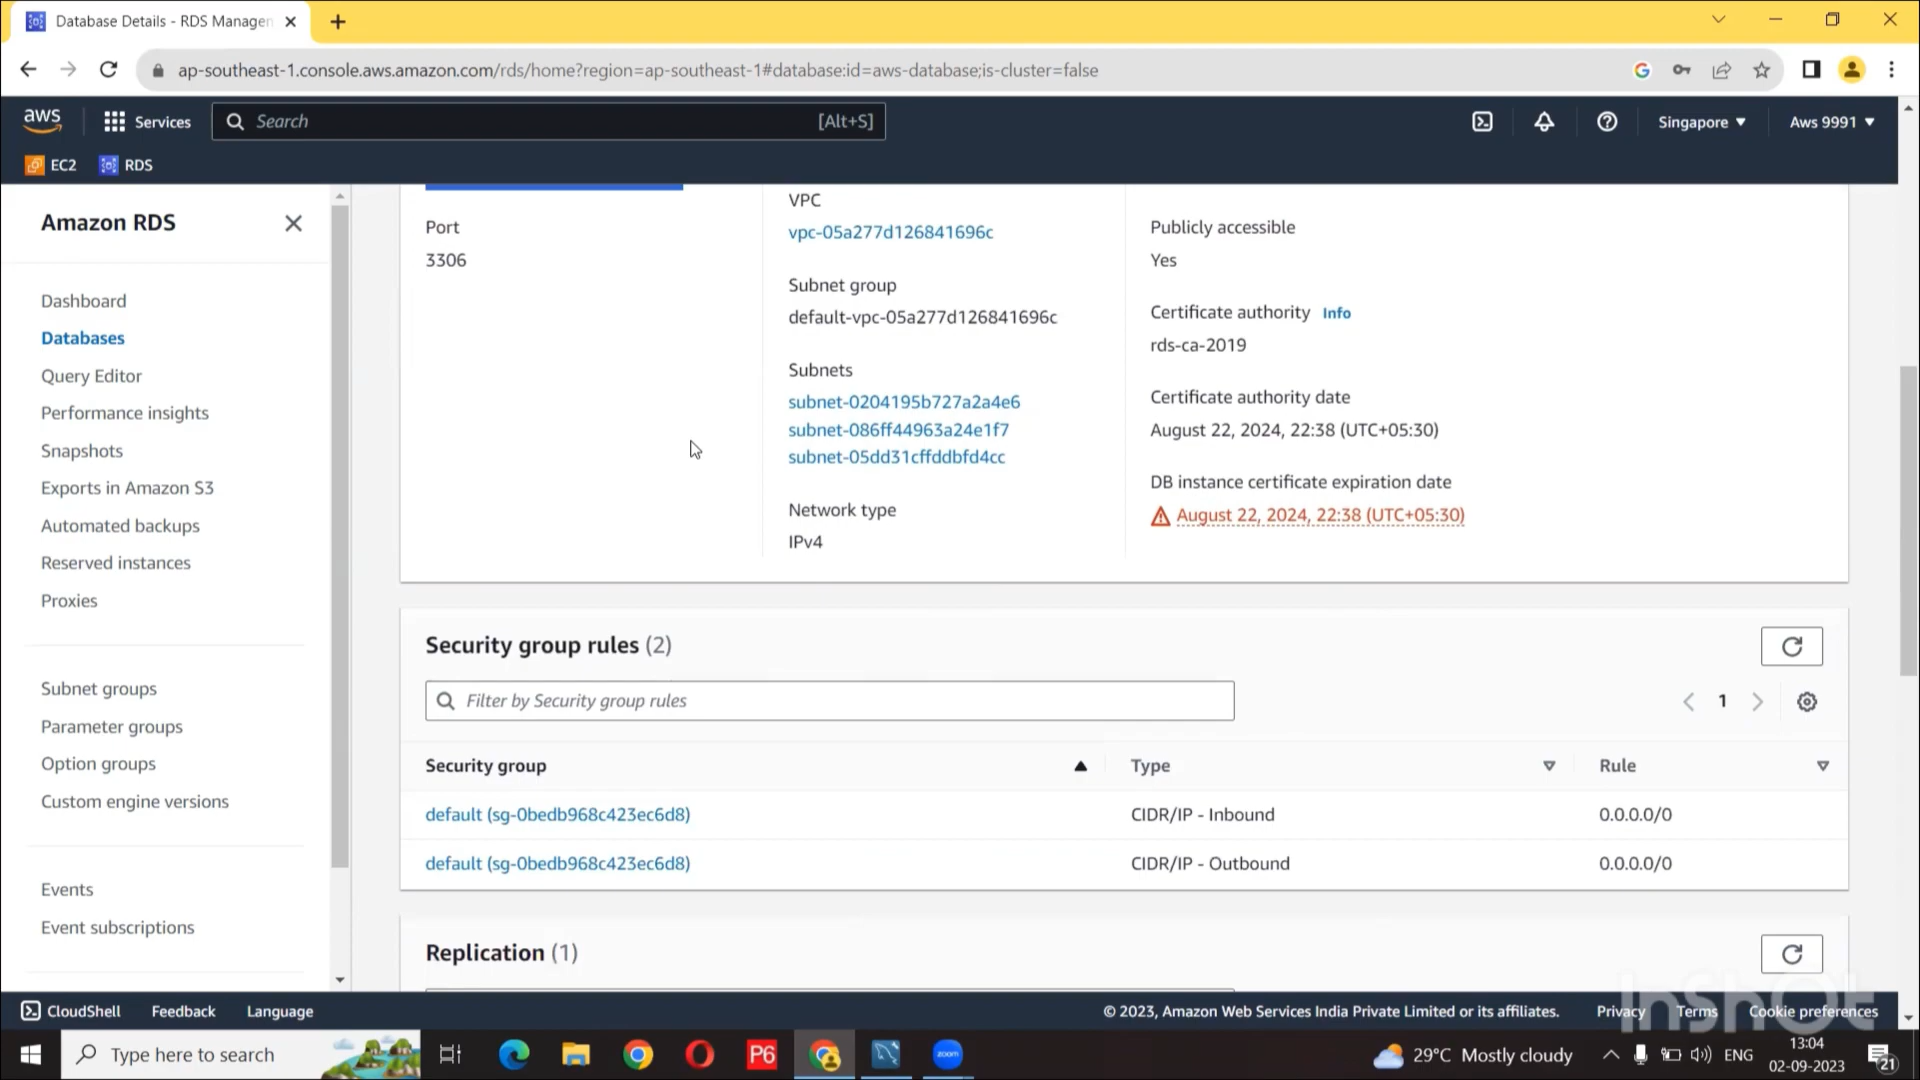 Database Details - RDS Managen
ap-southeast-1.console.aws.amazon.com/rds/home?region=ap-southeast-1#database:id=aws-database;is-cluster=false
aws
Services
Search
[Alt+S]
Singapore
Aws 9991
EC2
RDS
Amazon RDS
Dashboard
Databases
Query Editor
Performance insights
Snapshots
Exports in Amazon S3
Automated backups
Reserved instances
Proxies
Subnet groups
Parameter groups
Option groups
Custom engine versions
Events
Event subscriptions
Port
3306
VPC
vpc-05a277d126841696c
Subnet group
default-vpc-05a277d126841696c
Subnets
subnet-0204195b727a2a4e6
subnet-086ff44963a24e1f7
subnet-05dd31cffddbfd4cc
Network type
IPv4
Publicly accessible
Yes
Certificate authority Info
rds-ca-2019
Certificate authority date
August 22, 2024, 22:38 (UTC+05:30)
DB instance certificate expiration date
August 22, 2024, 22:38 (UTC+05:30)
Security group rules (2)
Filter by Security group rules
1
Security group Type Rule
default (sg-0bedb968c423ec6d8) CIDR/IP - Inbound 0.0.0.0/0
default (sg-0bedb968c423ec6d8) CIDR/IP - Outbound 0.0.0.0/0
Replication (1)
InShot
CloudShell Feedback Language © 2023, Amazon Web Services India Private Limited or its affiliates. Privacy Terms Cookie preferences
Type here to search
P6
zoom
29°C Mostly cloudy
ENG
13:04
02-09-2023
21